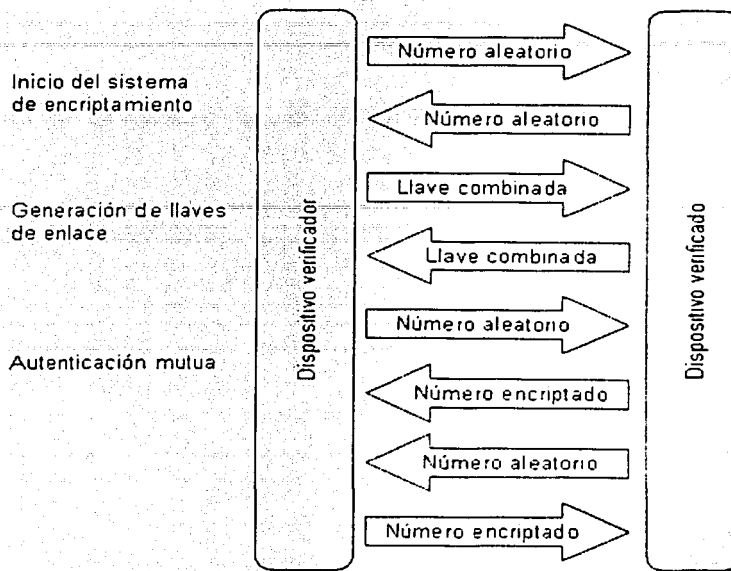 Inicio del sistema
de encriptamiento
Generación de llaves
de enlace
Autenticación mutua
Dispositivo verificador
Número aleatorio
Número aleatorio
Llave combinada
Llave combinada
Número aleatorio
Número encriptado
Número aleatorio
Número encriptado
Dispositivo verificado